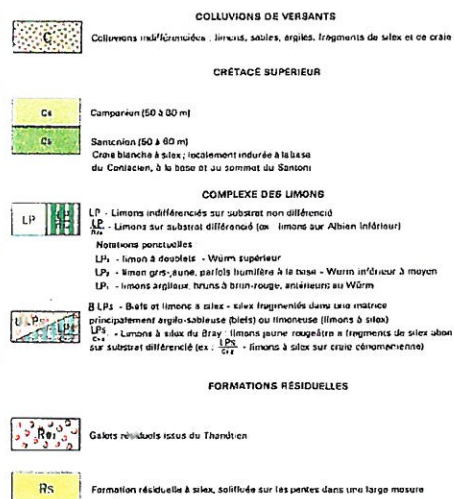 COLLUVIONS DE VERSANTS
C
Colluvions indifférenciées : limons, sables, argiles, fragments de silex et de craie
CRÉTACÉ SUPÉRIEUR
C6
Campanien (50 à 80 m)
C5
Santonien (50 à 60 m)
Craie blanche à silex ; localement indurée à la base
du Coniacien, à la base et au sommet du Santoni
COMPLEXE DES LIMONS
LP
LP - Limons indifférenciés sur substrat non différencié
LP - Limons sur substrat différencié (ex : limons sur Albien inférieur)
Notations ponctuelles
LP₃ - limon à doublets - Würm supérieur
LP₂ - limon gris-jaune, parfois humifère à la base - Würm inférieur à moyen
LP₁ - limons argileux, bruns à brun-rouge, antérieurs au Würm
B LPs - Biefs et limons à silex - silex fragmentés dans une matrice
principalement argilo-sableuse (biefs) ou limoneuse (limons à silex)
LPs - Limons à silex du Bray : limons jaune rougeâtre à fragments de silex abon
sur substrat différencié (ex : LPs - limons à silex sur craie cénomanienne)
FORMATIONS RÉSIDUELLES
Galets résiduels issus du Thanétien
Rs
Formation résiduelle à silex, soliflués sur les pentes dans une large mesure